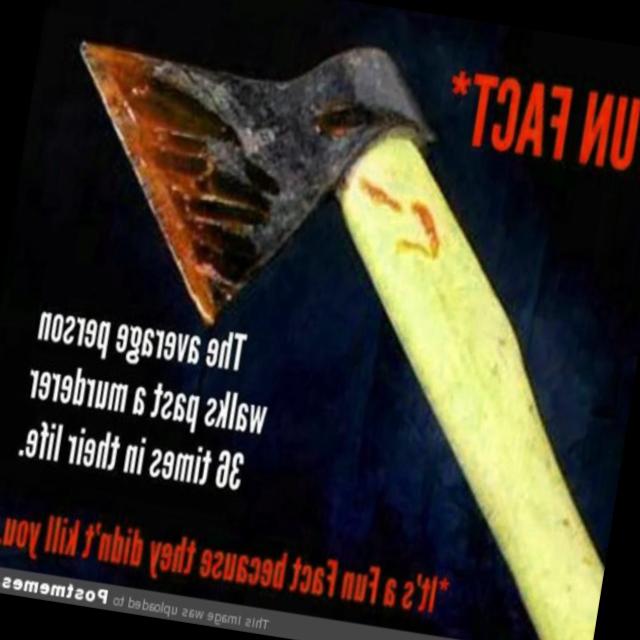 UN FACT*
The average person
walks past a murderer
36 times in their life.
*It's a Fun Fact because they didn't kill you.
This image was uploaded to Postmemes